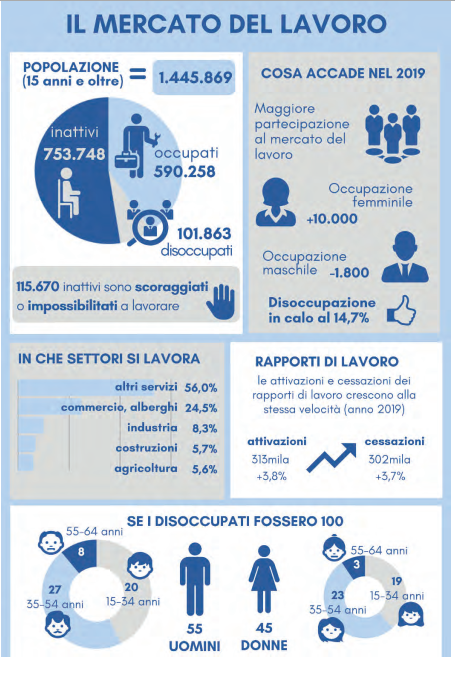 IL MERCATO DEL LAVORO
POPOLAZIONE
(15 anni e oltre)
=
1.445.869
inattivi
753.748
occupati
590.258
101.863
disoccupati
115.670 inattivi sono scoraggiati
o impossibilitati a lavorare
COSA ACCADE NEL 2019
Maggiore
partecipazione
al mercato del
lavoro
Occupazione
femminile
+10.000
Occupazione
maschile -1.800
Disoccupazione
in calo al 14,7%
IN CHE SETTORI SI LAVORA
altri servizi 56,0%
commercio, alberghi 24,5%
industria 8,3%
costruzioni 5,7%
agricoltura 5,6%
RAPPORTI DI LAVORO
le attivazioni e cessazioni dei
rapporti di lavoro crescono alla
stessa velocità (anno 2019)
attivazioni
313mila
+3,8%
cessazioni
302mila
+3,7%
SE I DISOCCUPATI FOSSERO 100
55-64 anni
8
27
35-54 anni
20
15-34 anni
55
UOMINI
45
DONNE
55-64 anni
3
23
35-54 anni
19
15-34 anni